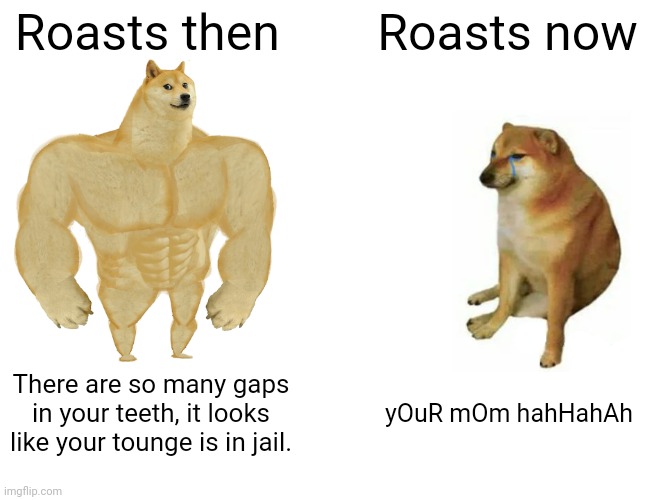 Roasts then
Roasts now
There are so many gaps
in your teeth, it looks
like your tounge is in jail.
yOuR mOm hahHahAh
imgflip.com